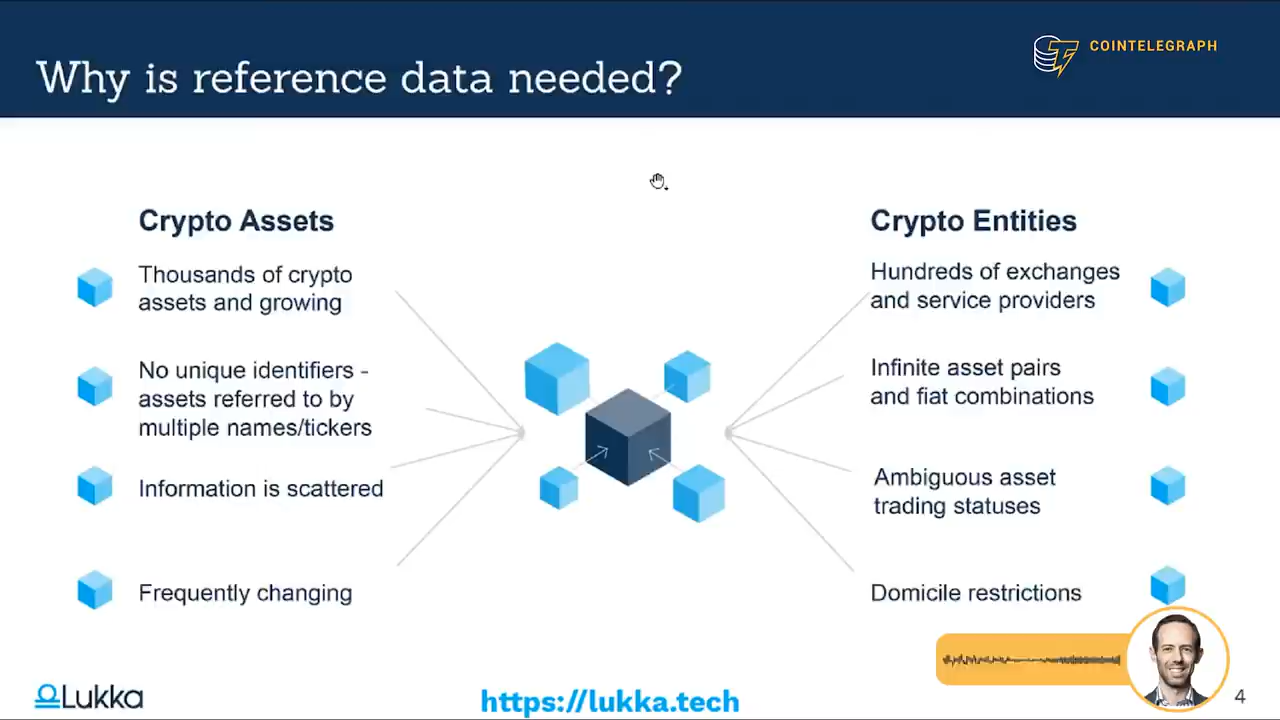 Why is reference data needed?
COINTELEGRAPH
Crypto Assets
Thousands of crypto
assets and growing
No unique identifiers -
assets referred to by
multiple names/tickers
Information is scattered
Frequently changing
Crypto Entities
Hundreds of exchanges
and service providers
Infinite asset pairs
and fiat combinations
Ambiguous asset
trading statuses
Domicile restrictions
Lukka
https://lukka.tech
4